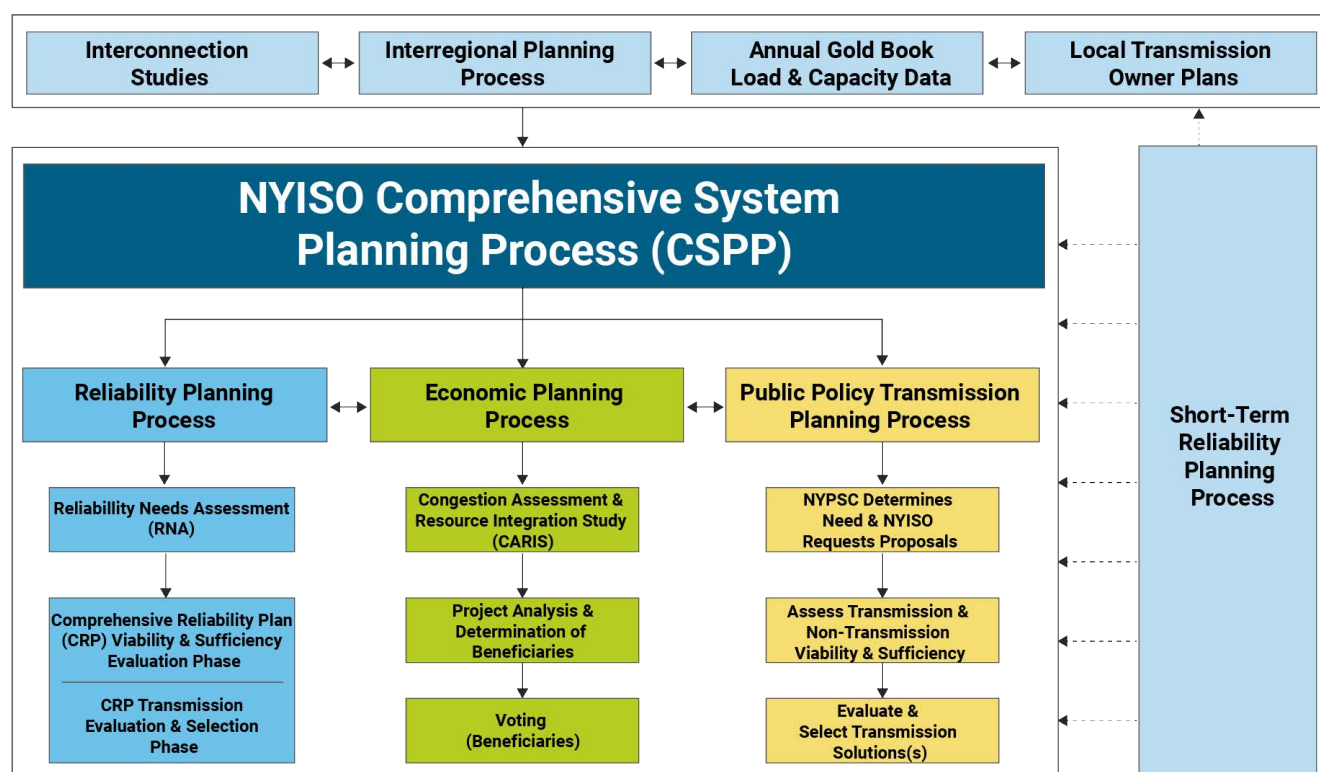 Interconnection
Studies
Interregional Planning
Process
Annual Gold Book
Load & Capacity Data
Local Transmission
Owner Plans
NYISO Comprehensive System
Planning Process (CSPP)
Reliability Planning
Process
Economic Planning
Process
Public Policy Transmission
Planning Process
Short-Term
Reliability
Planning
Process
Reliabillity Needs Assessment
(RNA)
Congestion Assessment &
Resource Integration Study
(CARIS)
NYPSC Determines
Need & NYISO
Requests Proposals
Comprehensive Reliability Plan
(CRP) Viability & Sufficiency
Evaluation Phase
CRP Transmission
Evaluation & Selection
Phase
Project Analysis &
Determination of
Beneficiaries
Assess Transmission &
Non-Transmission
Viability & Sufficiency
Voting
(Beneficiaries)
Evaluate &
Select Transmission
Solutions(s)